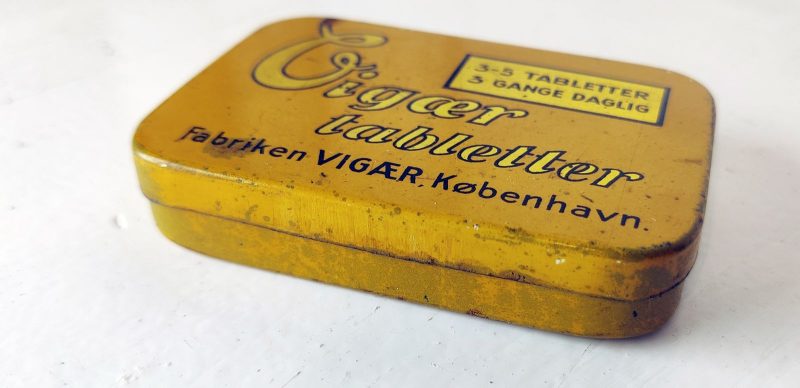 Vigær
tabletter
3-5 TABLETTER
3 GANGE DAGLIG
Fabriken VIGÆR, København.